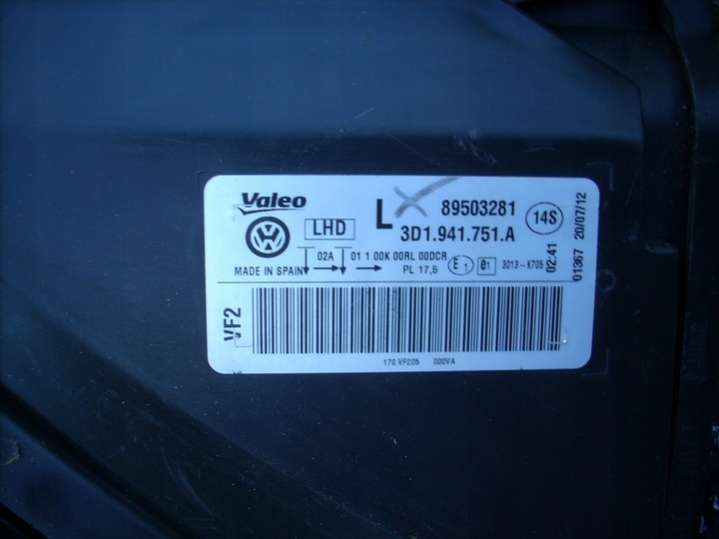 Valeo
L 89503281
LHD 3D1.941.751.A 14S
02A 01 1 00K 00RL 00DCR
MADE IN SPAIN PL 17,5 E1 e1 3013-K705
VF2
170 VF205 000VA
02:41
01367 20/07/12